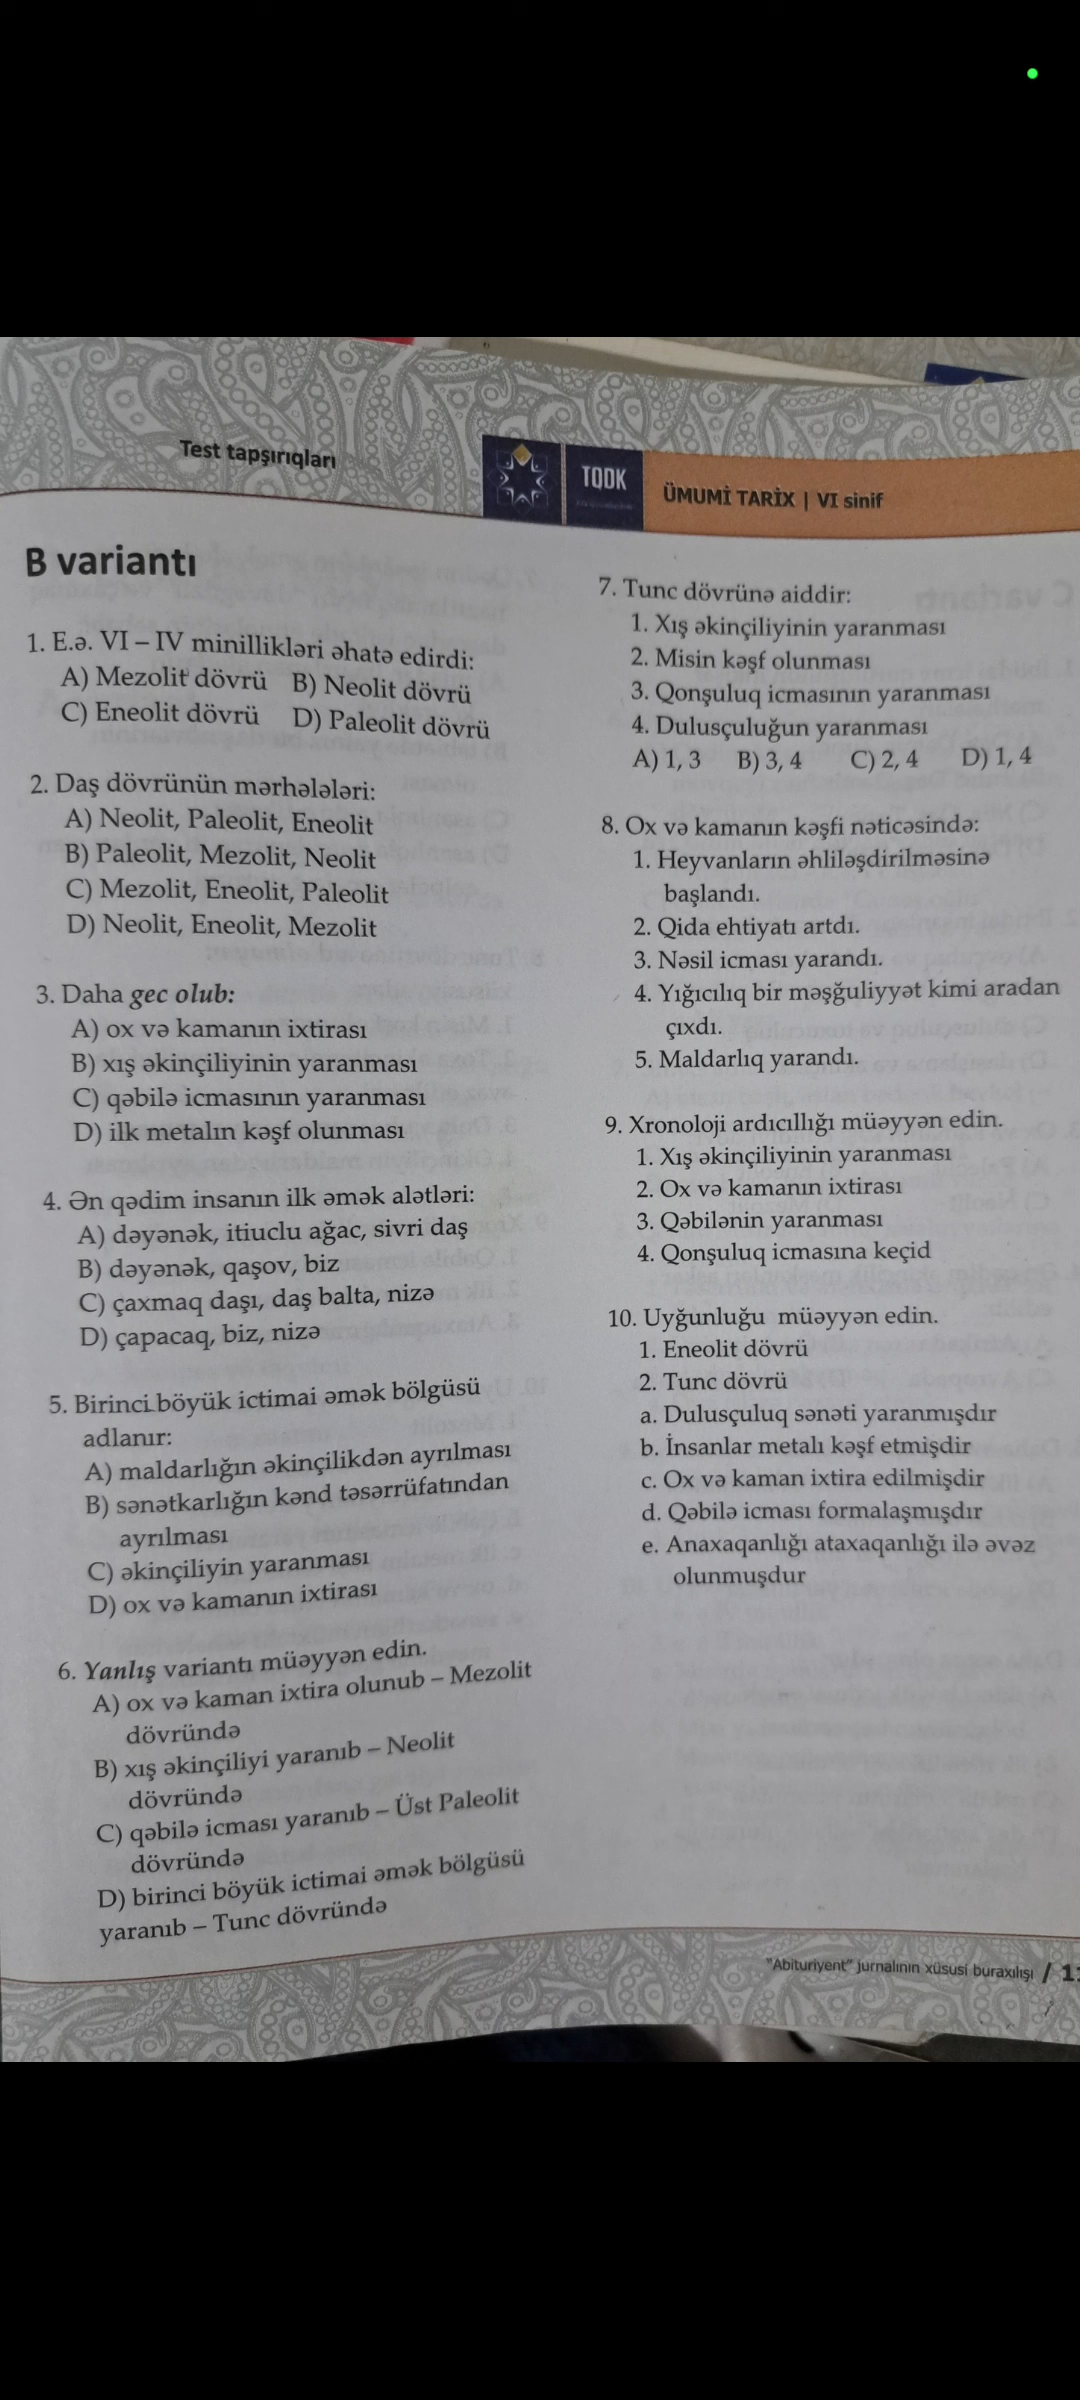 Test tapşırıqları
TQDK
ÜMUMİ TARİX | VI sinif
B variantı
1. E.ə. VI – IV minillikləri əhatə edirdi:
A) Mezolit dövrü B) Neolit dövrü
C) Eneolit dövrü D) Paleolit dövrü
2. Daş dövrünün mərhələləri:
A) Neolit, Paleolit, Eneolit
B) Paleolit, Mezolit, Neolit
C) Mezolit, Eneolit, Paleolit
D) Neolit, Eneolit, Mezolit
3. Daha gec olub:
A) ox və kamanın ixtirası
B) xış əkinçiliyinin yaranması
C) qəbilə icmasının yaranması
D) ilk metalın kəşf olunması
4. Ən qədim insanın ilk əmək alətləri:
A) dəyənək, itiuclu ağac, sivri daş
B) dəyənək, qaşov, biz
C) çaxmaq daşı, daş balta, nizə
D) çapacaq, biz, nizə
5. Birinci böyük ictimai əmək bölgüsü
adlanır:
A) maldarlığın əkinçilikdən ayrılması
B) sənətkarlığın kənd təsərrüfatından
ayrılması
C) əkinçiliyin yaranması
D) ox və kamanın ixtirası
6. Yanlış variantı müəyyən edin.
A) ox və kaman ixtira olunub – Mezolit
dövründə
B) xış əkinçiliyi yaranıb – Neolit
dövründə
C) qəbilə icması yaranıb – Üst Paleolit
dövründə
D) birinci böyük ictimai əmək bölgüsü
yaranıb – Tunc dövründə
7. Tunc dövrünə aiddir:
1. Xış əkinçiliyinin yaranması
2. Misin kəşf olunması
3. Qonşuluq icmasının yaranması
4. Dulusçuluğun yaranması
A) 1, 3 B) 3, 4 C) 2, 4 D) 1, 4
8. Ox və kamanın kəşfi nəticəsində:
1. Heyvanların əhliləşdirilməsinə
başlandı.
2. Qida ehtiyatı artdı.
3. Nəsil icması yarandı.
4. Yığıcılıq bir məşğuliyyət kimi aradan
çıxdı.
5. Maldarlıq yarandı.
9. Xronoloji ardıcıllığı müəyyən edin.
1. Xış əkinçiliyinin yaranması
2. Ox və kamanın ixtirası
3. Qəbilənin yaranması
4. Qonşuluq icmasına keçid
10. Uyğunluğu müəyyən edin.
1. Eneolit dövrü
2. Tunc dövrü
a. Dulusçuluq sənəti yaranmışdır
b. İnsanlar metalı kəşf etmişdir
c. Ox və kaman ixtira edilmişdir
d. Qəbilə icması formalaşmışdır
e. Anaxaqanlığı ataxaqanlığı ilə əvəz
olunmuşdur
"Abituriyent" jurnalının xüsusi buraxılışı /